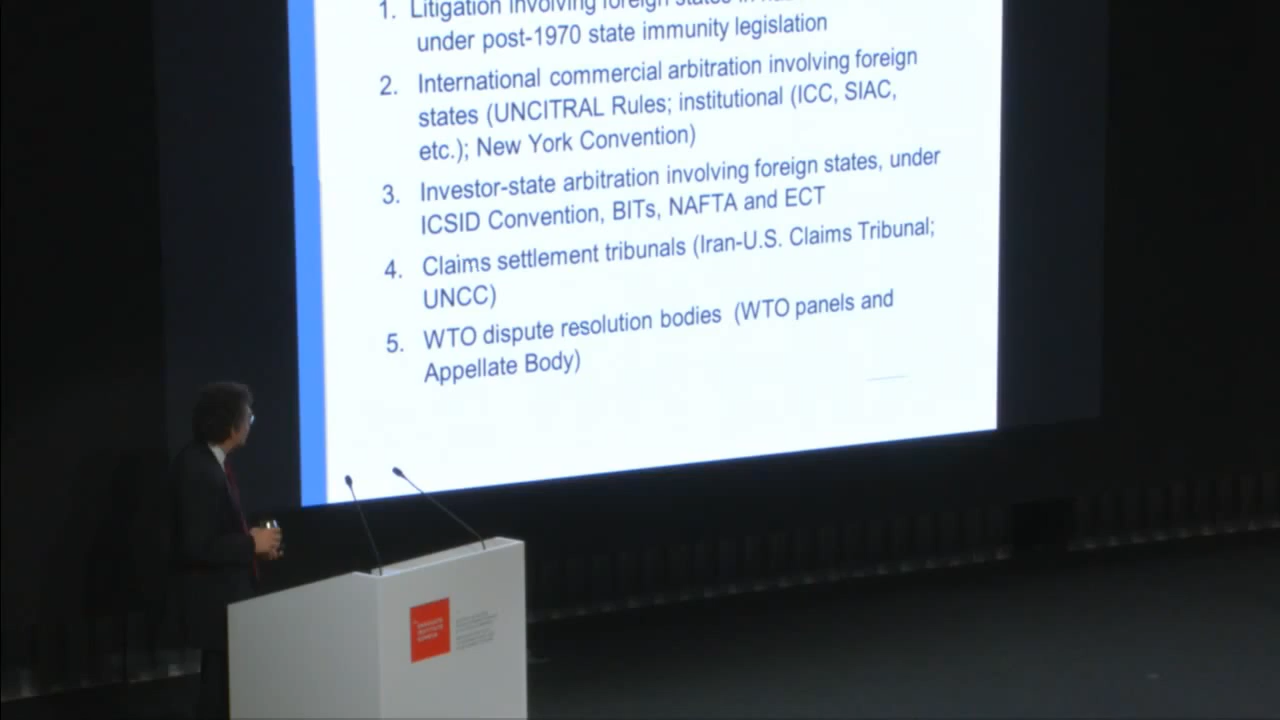 1. Litigation involving foreign states in
under post-1970 state immunity legislation
2. International commercial arbitration involving foreign
states (UNCITRAL Rules; institutional (ICC, SIAC,
etc.); New York Convention)
3. Investor-state arbitration involving foreign states, under
ICSID Convention, BITs, NAFTA and ECT
4. Claims settlement tribunals (Iran-U.S. Claims Tribunal;
UNCC)
5. WTO dispute resolution bodies (WTO panels and
Appellate Body)